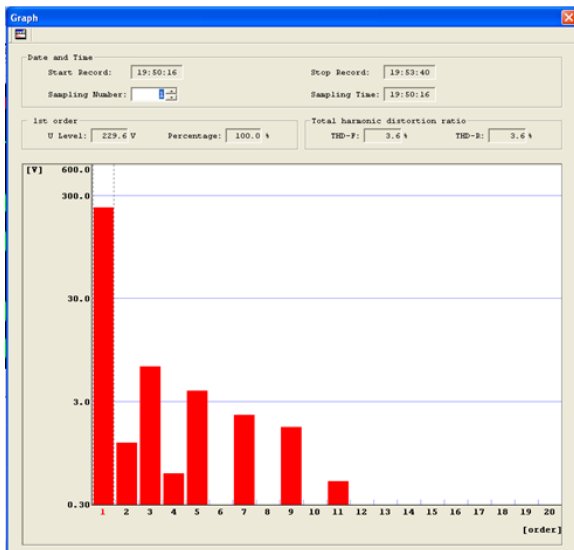 Graph
Date and Time
Start Record: 19:50:16 Stop Record: 19:53:40
Sampling Number: 1 Sampling Time: 19:50:16
1st order
U Level: 229.6 V Percentage: 100.0 %
Total harmonic distortion ratio
THD-F: 3.6 % THD-R: 3.6 %
[V] 600.0
300.0
30.0
3.0
0.30
1 2 3 4 5 6 7 8 9 10 11 12 13 14 15 16 17 18 19 20
[order]